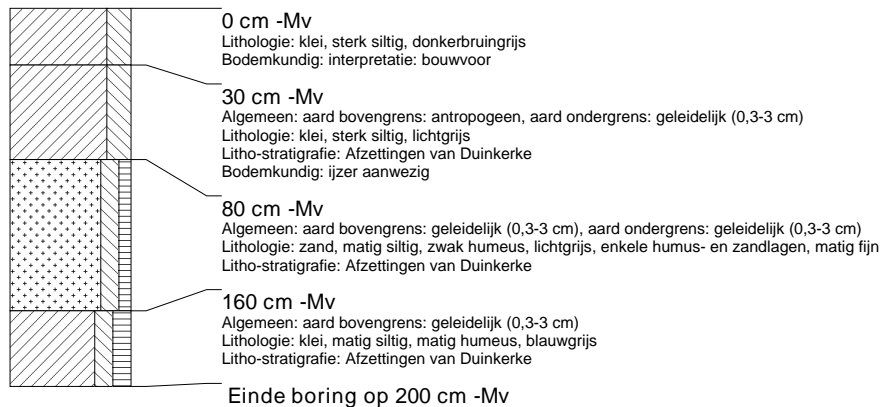 0 cm -Mv
Lithologie: klei, sterk siltig, donkerbruingrijs
Bodemkundig: interpretatie: bouwvoor
30 cm -Mv
Algemeen: aard bovengrens: antropogeen, aard ondergrens: geleidelijk (0,3-3 cm)
Lithologie: klei, sterk siltig, lichtgrijs
Litho-stratigrafie: Afzettingen van Duinkerke
Bodemkundig: ijzer aanwezig
80 cm -Mv
Algemeen: aard bovengrens: geleidelijk (0,3-3 cm), aard ondergrens: geleidelijk (0,3-3 cm)
Lithologie: zand, matig siltig, zwak humeus, lichtgrijs, enkele humus- en zandlagen, matig fijn
Litho-stratigrafie: Afzettingen van Duinkerke
160 cm -Mv
Algemeen: aard bovengrens: geleidelijk (0,3-3 cm)
Lithologie: klei, matig siltig, matig humeus, blauwgrijs
Litho-stratigrafie: Afzettingen van Duinkerke
Einde boring op 200 cm -Mv